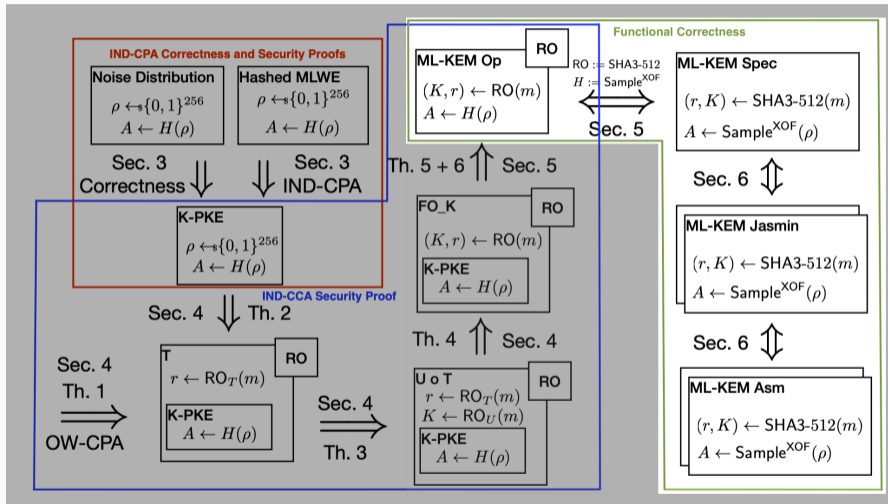 Functional Correctness
IND-CPA Correctness and Security Proofs
Noise Distribution
ρ ←$ {0, 1}^256
A ← H(ρ)
Hashed MLWE
ρ ←$ {0, 1}^256
A ← H(ρ)
Sec. 3
Correctness
Sec. 3
IND-CPA
K-PKE
ρ ←$ {0, 1}^256
A ← H(ρ)
IND-CCA Security Proof
Sec. 4
Th. 2
Sec. 4
Th. 1
OW-CPA
T
RO
r ← RO_T(m)
K-PKE
A ← H(ρ)
Sec. 4
Th. 3
U o T
RO
r ← RO_T(m)
K ← RO_U(m)
K-PKE
A ← H(ρ)
Th. 4
Sec. 4
FO_K
RO
(K, r) ← RO(m)
K-PKE
A ← H(ρ)
Th. 5 + 6
Sec. 5
ML-KEM Op
RO
(K, r) ← RO(m)
A ← H(ρ)
RO := SHA3-512
H := Sample^XOF
Sec. 5
ML-KEM Spec
(r, K) ← SHA3-512(m)
A ← Sample^XOF(ρ)
Sec. 6
ML-KEM Jasmin
(r, K) ← SHA3-512(m)
A ← Sample^XOF(ρ)
Sec. 6
ML-KEM Asm
(r, K) ← SHA3-512(m)
A ← Sample^XOF(ρ)